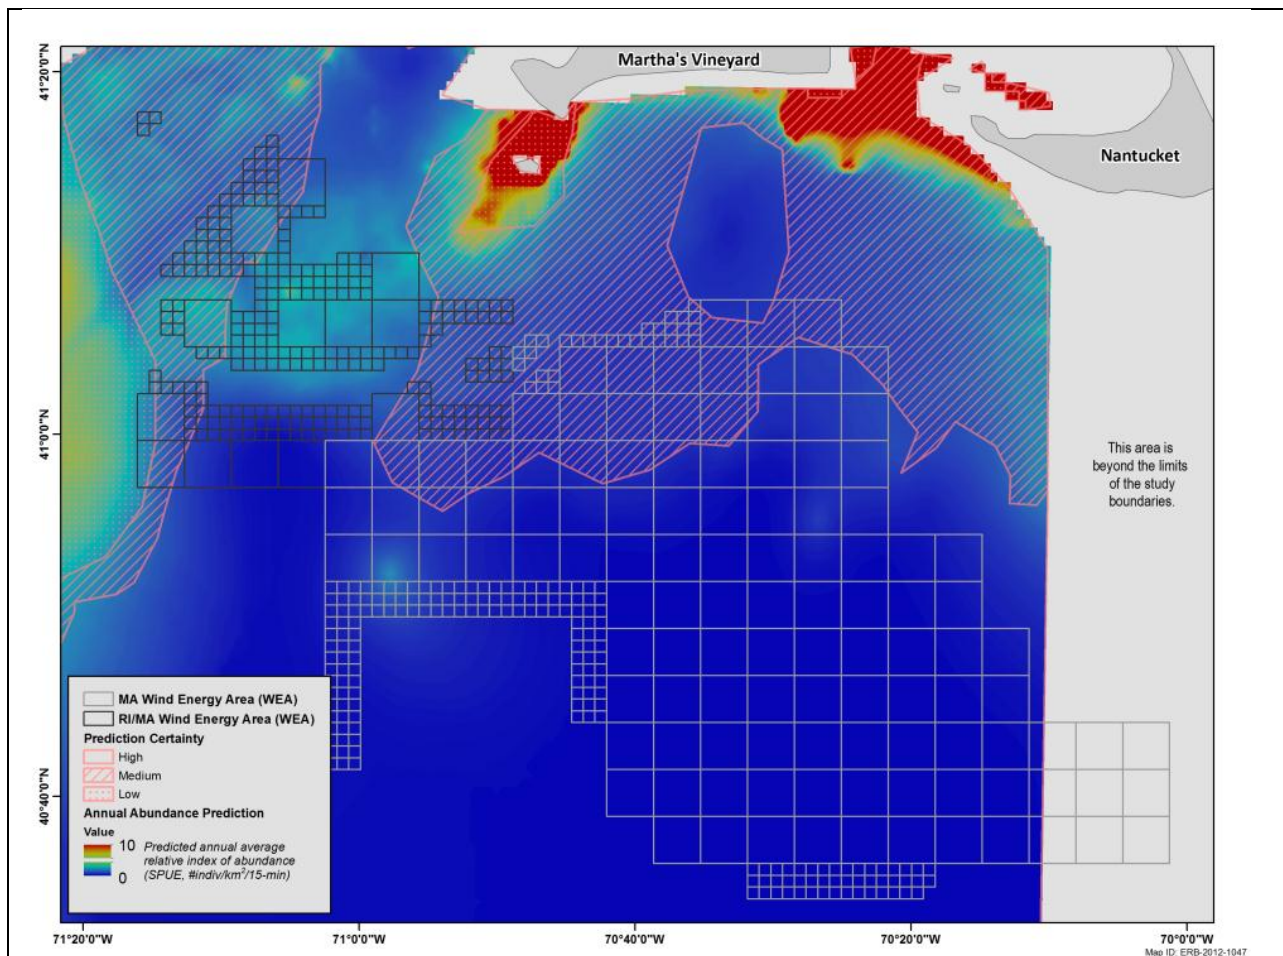 Martha's Vineyard
Nantucket
41°20'0"N
41°0'0"N
40°40'0"N
This area is
beyond the limits
of the study
boundaries.
MA Wind Energy Area (WEA)
RI/MA Wind Energy Area (WEA)
Prediction Certainty
High
Medium
Low
Annual Abundance Prediction
Value
10
0
Predicted annual average
relative index of abundance
(SPUE, #indiv/km²/15-min)
71°20'0"W
71°0'0"W
70°40'0"W
70°20'0"W
70°0'0"W
Map ID: ERB-2012-1047